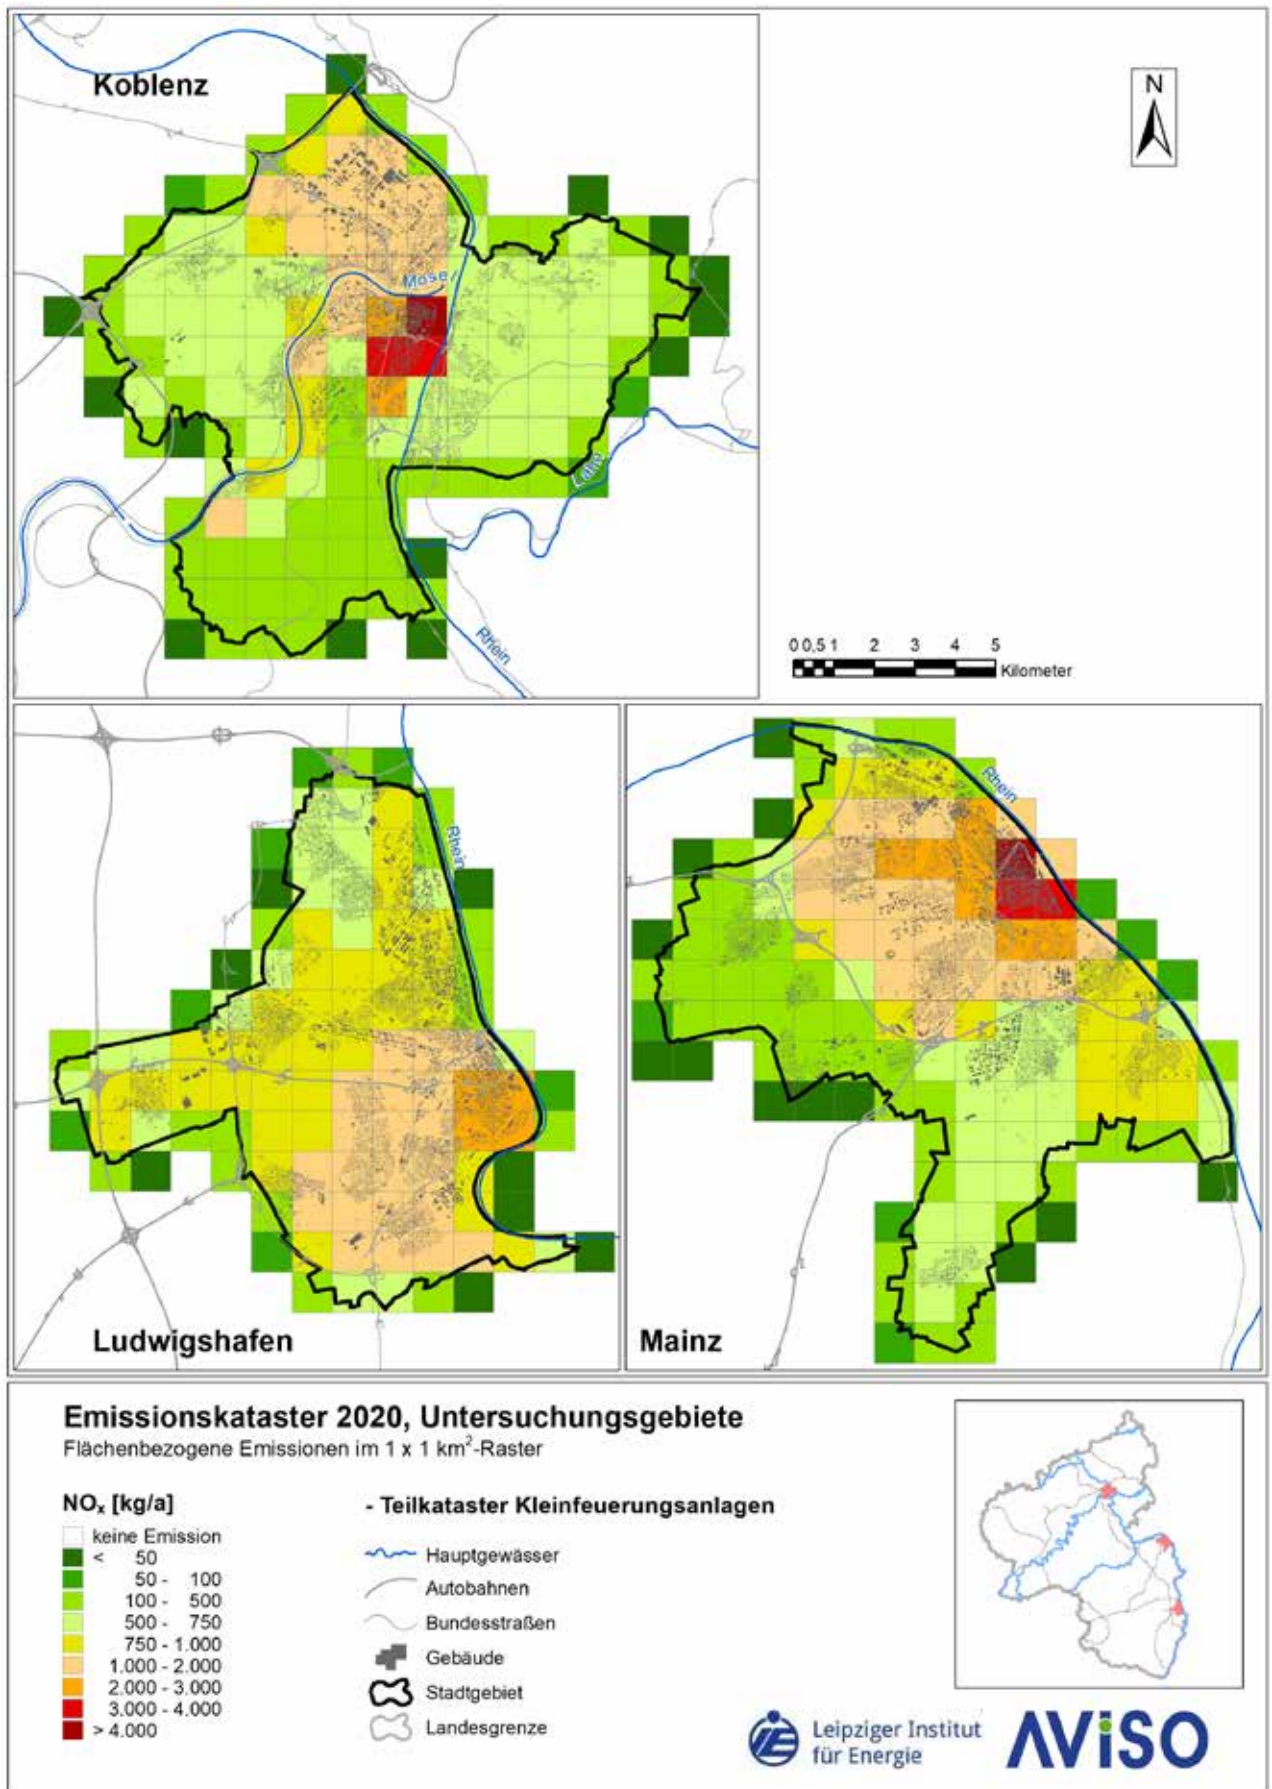 Koblenz
N
Mosel
Lahn
Rhein
0 0,5 1 2 3 4 5
Kilometer
Rhein
Rhein
Ludwigshafen
Mainz
Emissionskataster 2020, Untersuchungsgebiete
Flächenbezogene Emissionen im 1 x 1 km²-Raster
NOₓ [kg/a]
- Teilkataster Kleinfeuerungsanlagen
keine Emission
< 50
50 - 100
100 - 500
500 - 750
750 - 1.000
1.000 - 2.000
2.000 - 3.000
3.000 - 4.000
> 4.000
Hauptgewässer
Autobahnen
Bundesstraßen
Gebäude
Stadtgebiet
Landesgrenze
Leipziger Institut
für Energie
AViSO